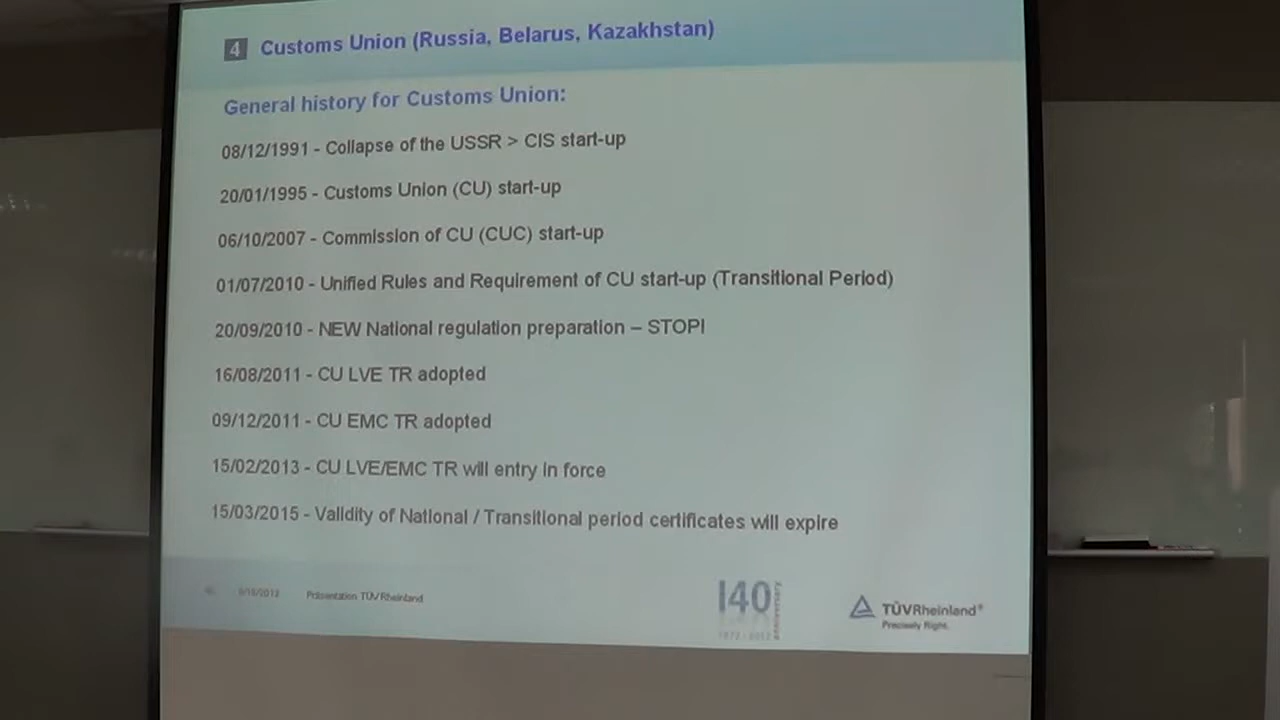 4 Customs Union (Russia, Belarus, Kazakhstan)
General history for Customs Union:
08/12/1991 - Collapse of the USSR > CIS start-up
20/01/1995 - Customs Union (CU) start-up
06/10/2007 - Commission of CU (CUC) start-up
01/07/2010 - Unified Rules and Requirement of CU start-up (Transitional Period)
20/09/2010 - NEW National regulation preparation – STOP!
16/08/2011 - CU LVE TR adopted
09/12/2011 - CU EMC TR adopted
15/02/2013 - CU LVE/EMC TR will entry in force
15/03/2015 - Validity of National / Transitional period certificates will expire
Präsentation TÜV Rheinland
140
1872 - 2012
TÜVRheinland®
Precisely Right.